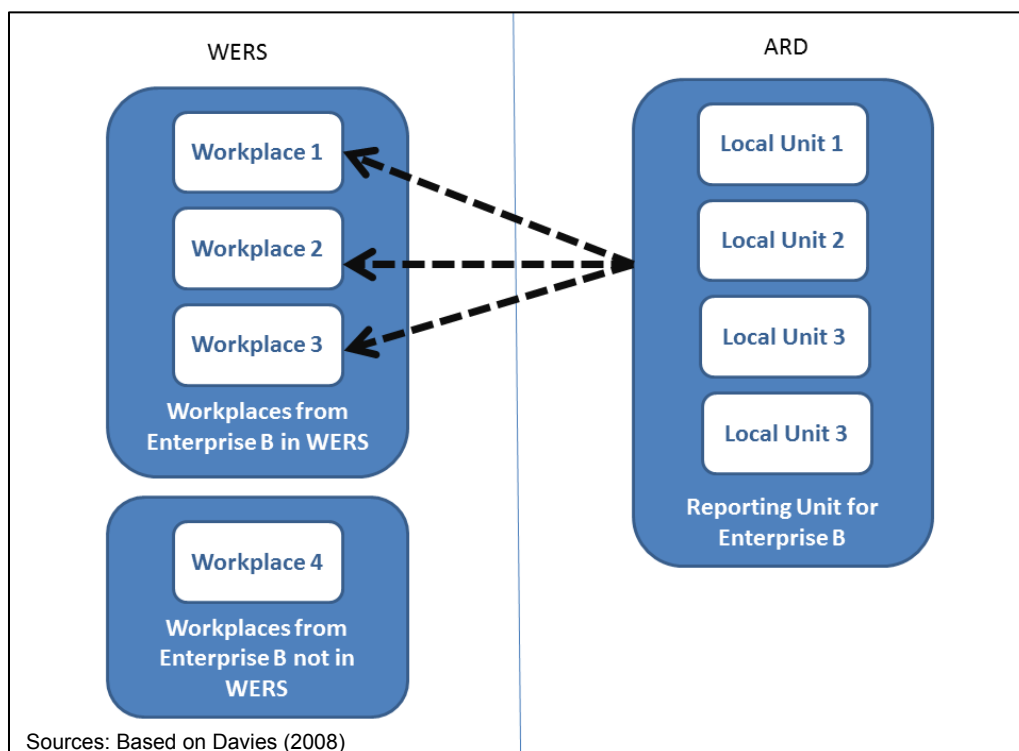 WERS
Workplace 1
Workplace 2
Workplace 3
Workplaces from
Enterprise B in WERS
Workplace 4
Workplaces from
Enterprise B not in
WERS
ARD
Local Unit 1
Local Unit 2
Local Unit 3
Local Unit 3
Reporting Unit for
Enterprise B
Sources: Based on Davies (2008)